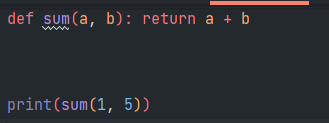 def sum(a, b): return a + b
print(sum(1, 5))